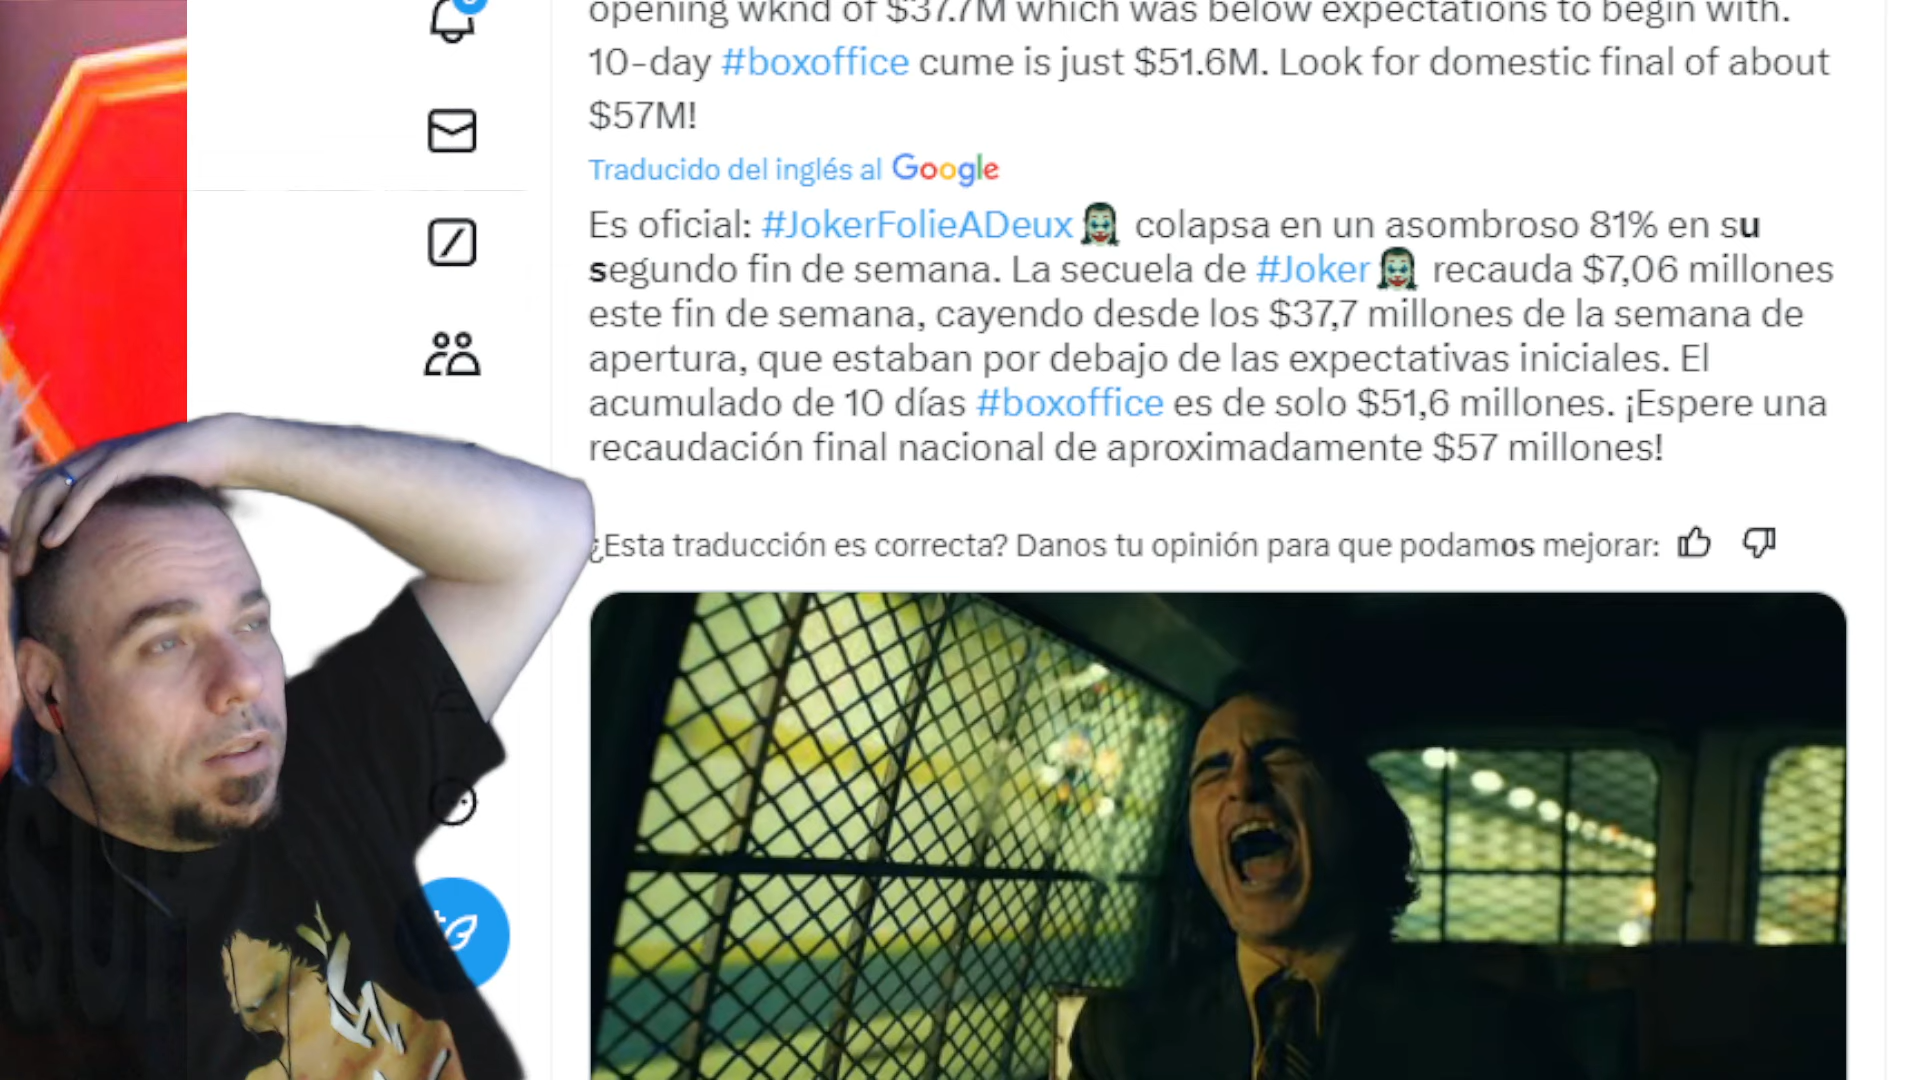 opening wknd of $37.7M which was below expectations to begin with.
10-day #boxoffice cume is just $51.6M. Look for domestic final of about
$57M!
Traducido del inglés al Google
Es oficial: #JokerFolieADeux colapsa en un asombroso 81% en su
segundo fin de semana. La secuela de #Joker recauda $7,06 millones
este fin de semana, cayendo desde los $37,7 millones de la semana de
apertura, que estaban por debajo de las expectativas iniciales. El
acumulado de 10 días #boxoffice es de solo $51,6 millones. ¡Espere una
recaudación final nacional de aproximadamente $57 millones!
¿Esta traducción es correcta? Danos tu opinión para que podamos mejorar: